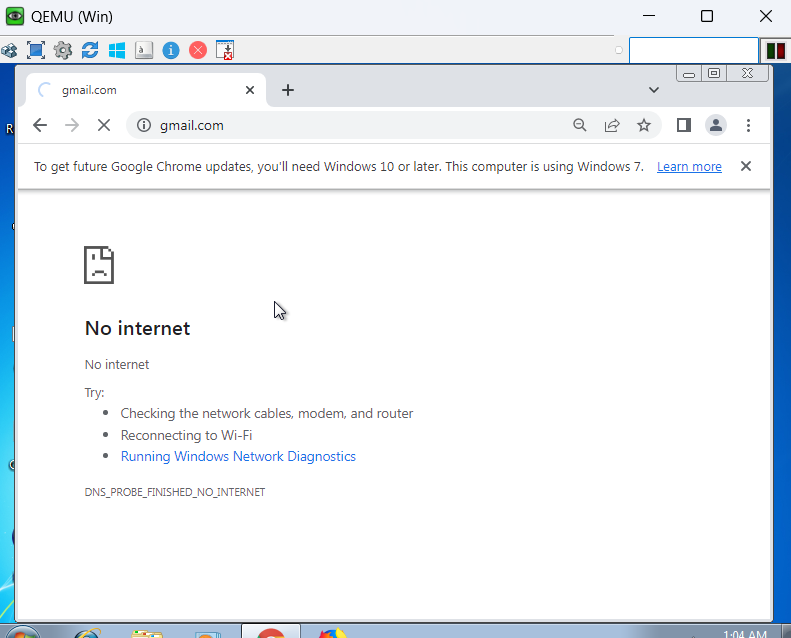 QEMU (Win)
gmail.com
gmail.com
To get future Google Chrome updates, you'll need Windows 10 or later. This computer is using Windows 7. Learn more
No internet
No internet
Try:
Checking the network cables, modem, and router
Reconnecting to Wi-Fi
Running Windows Network Diagnostics
DNS_PROBE_FINISHED_NO_INTERNET
1:04 AM